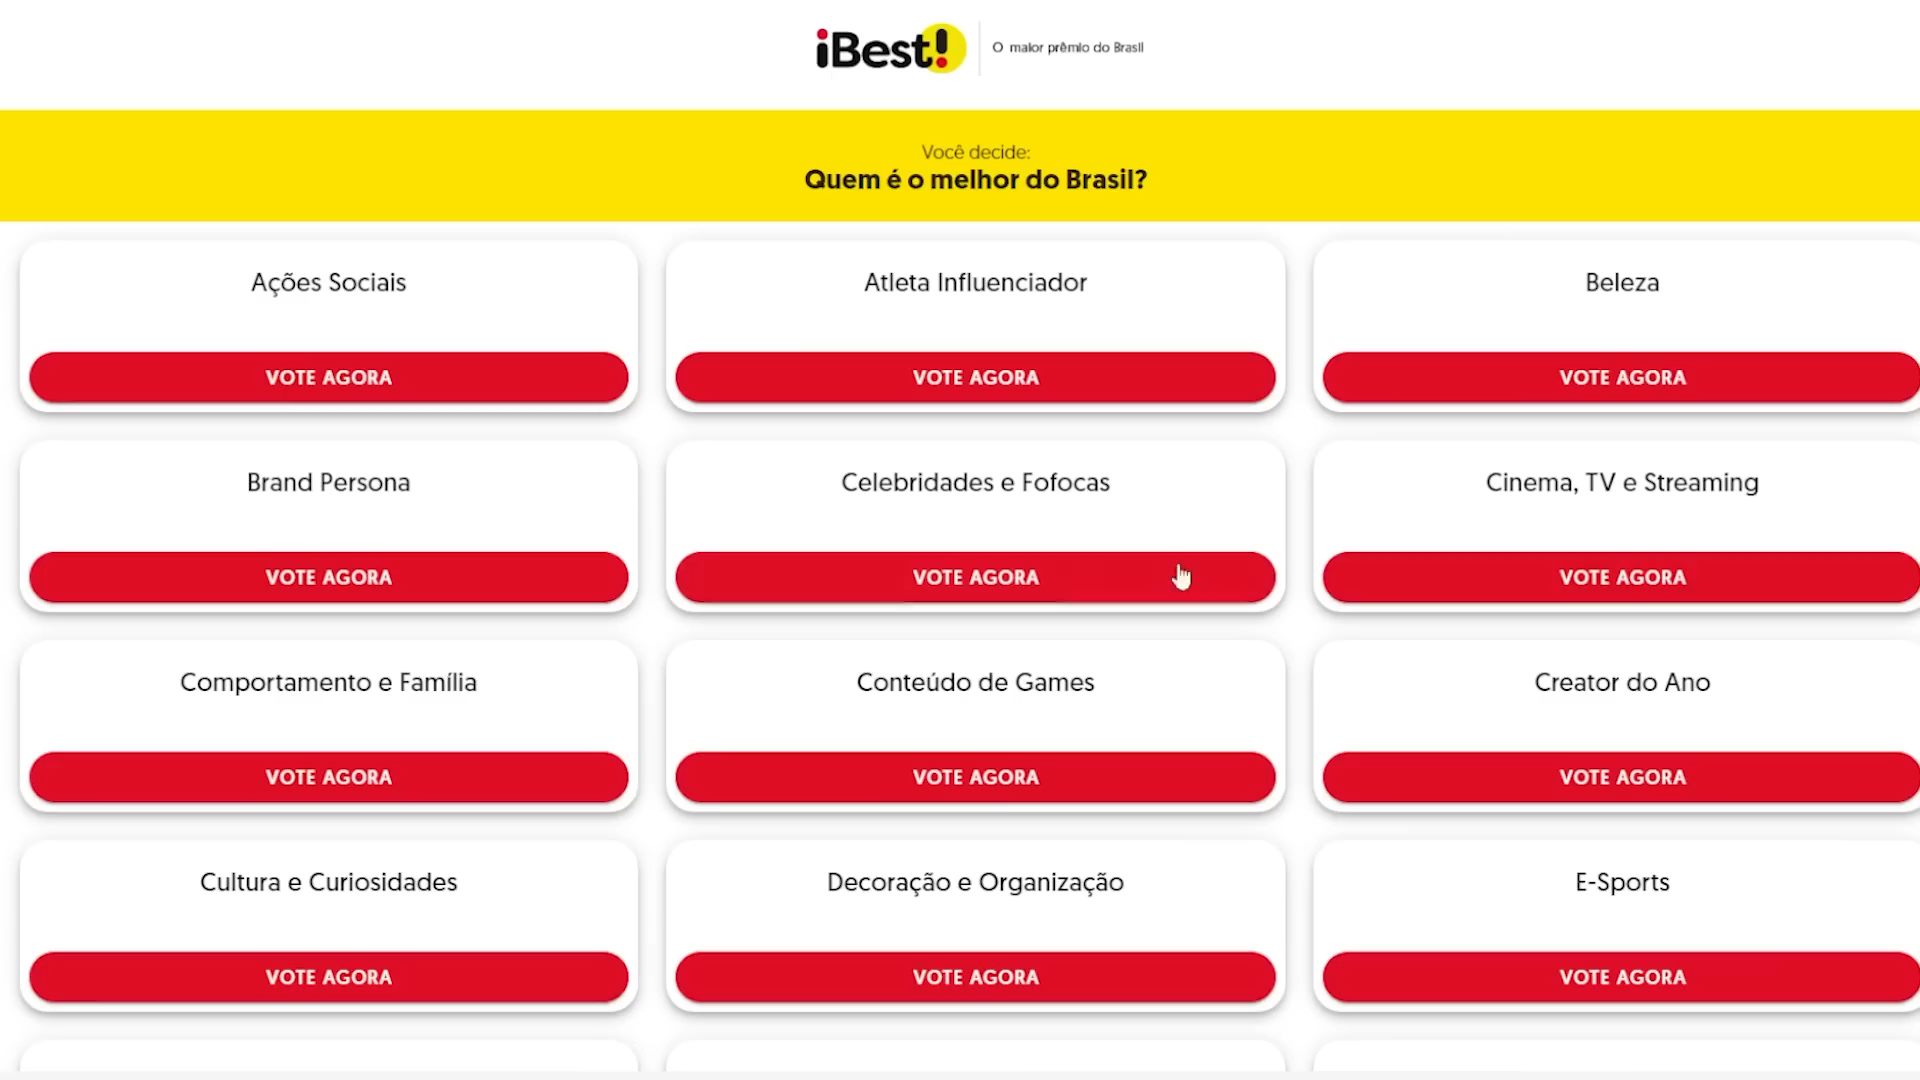 iBest!
O maior prêmio do Brasil
Você decide:
Quem é o melhor do Brasil?
Ações Sociais
Atleta Influenciador
Beleza
VOTE AGORA
VOTE AGORA
VOTE AGORA
Brand Persona
Celebridades e Fofocas
Cinema, TV e Streaming
VOTE AGORA
VOTE AGORA
VOTE AGORA
Comportamento e Família
Conteúdo de Games
Creator do Ano
VOTE AGORA
VOTE AGORA
VOTE AGORA
Cultura e Curiosidades
Decoração e Organização
E-Sports
VOTE AGORA
VOTE AGORA
VOTE AGORA